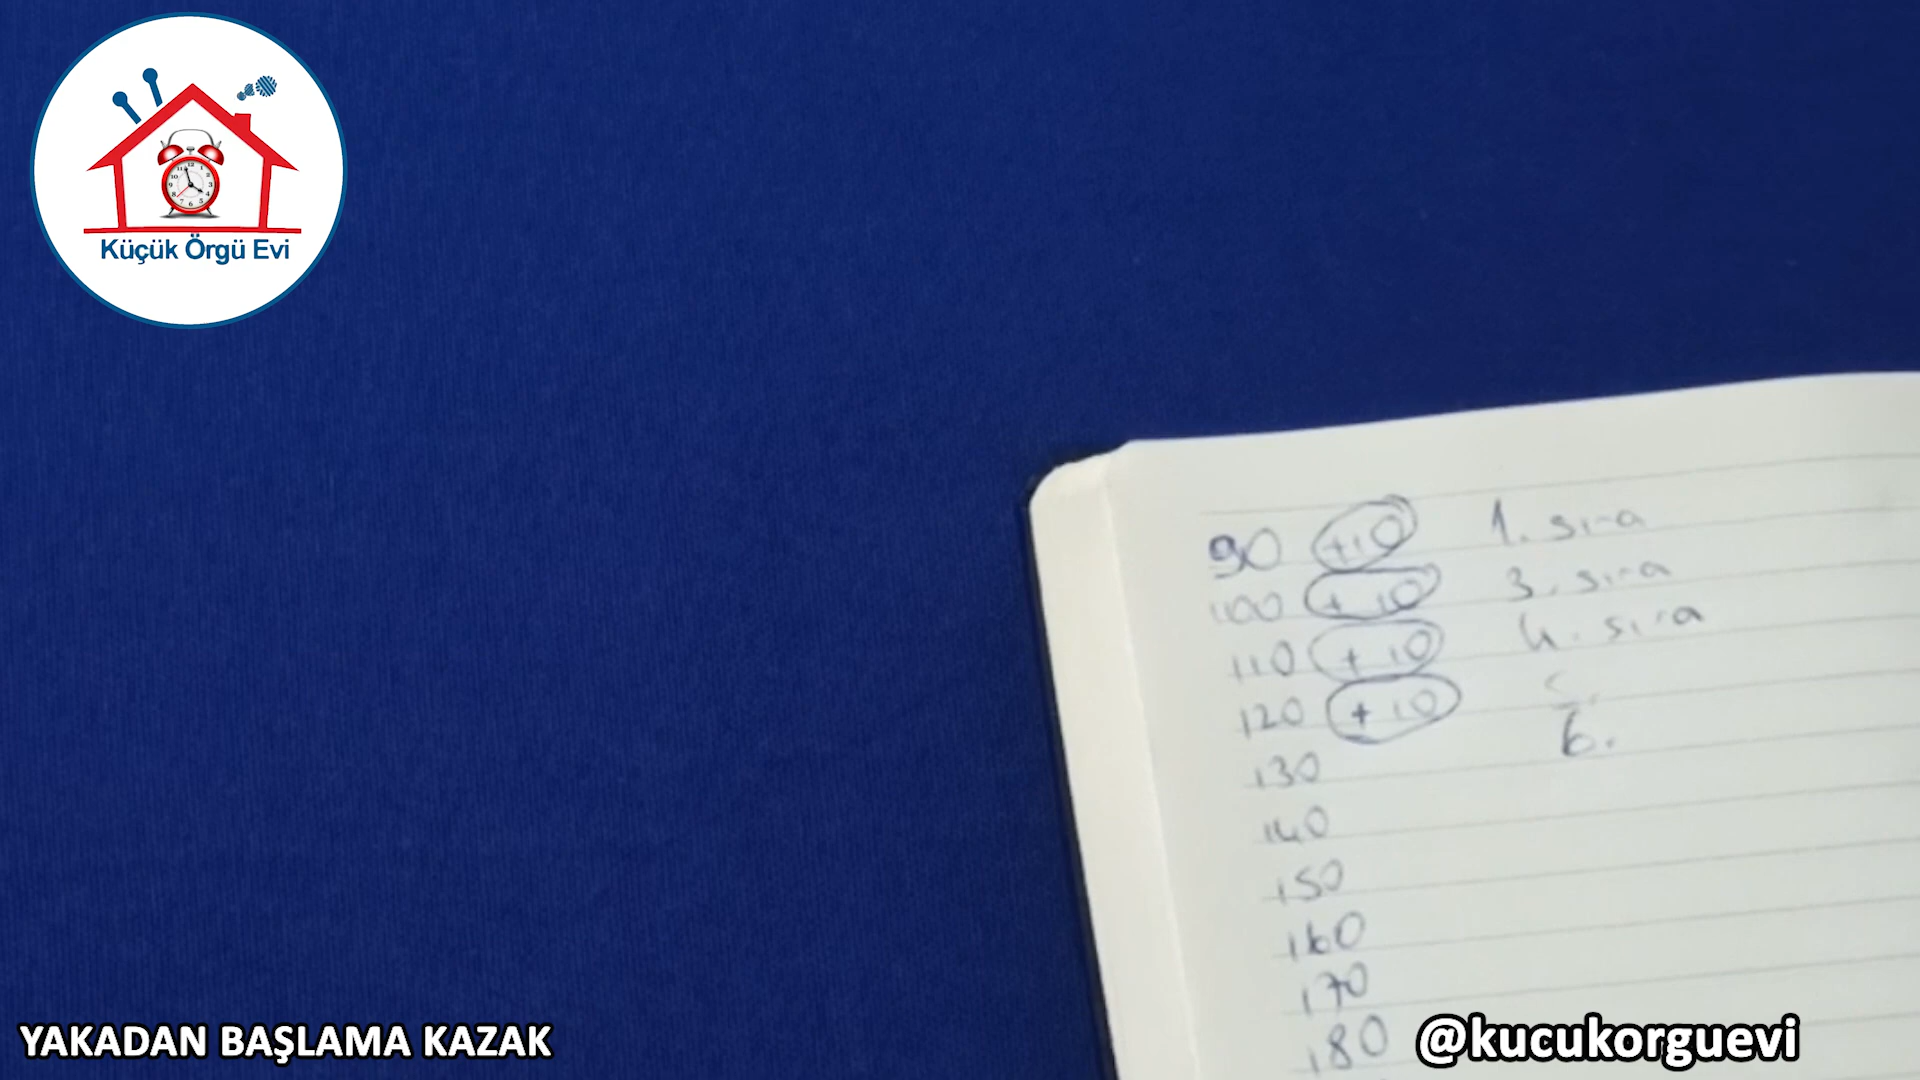 Küçük Örgü Evi
90 +10 1. sıra
100 +10 3. sıra
110 +10 4. sıra
120 +10
6.
130
140
150
160
170
180
YAKADAN BAŞLAMA KAZAK
@kucukorguevi